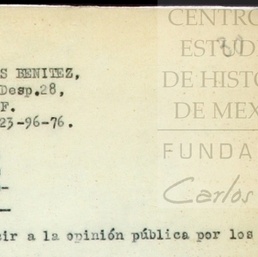 CENTRO
ESTUD
DE HISTO
DE MEX
FUNDA
Carlos
30
S BENITEZ,
Desp.28,
F.
23-96-76.
ir a la opinión pública por los